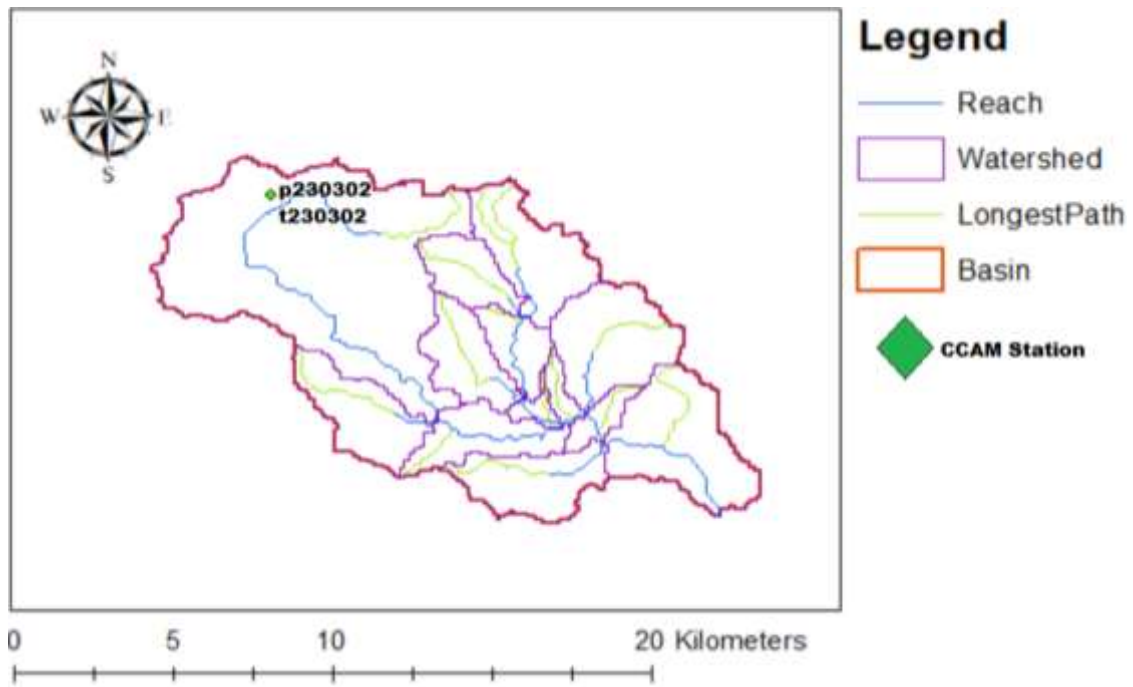 N
W E
S
p230302
t230302
Legend
Reach
Watershed
LongestPath
Basin
CCAM Station
0 5 10 20 Kilometers